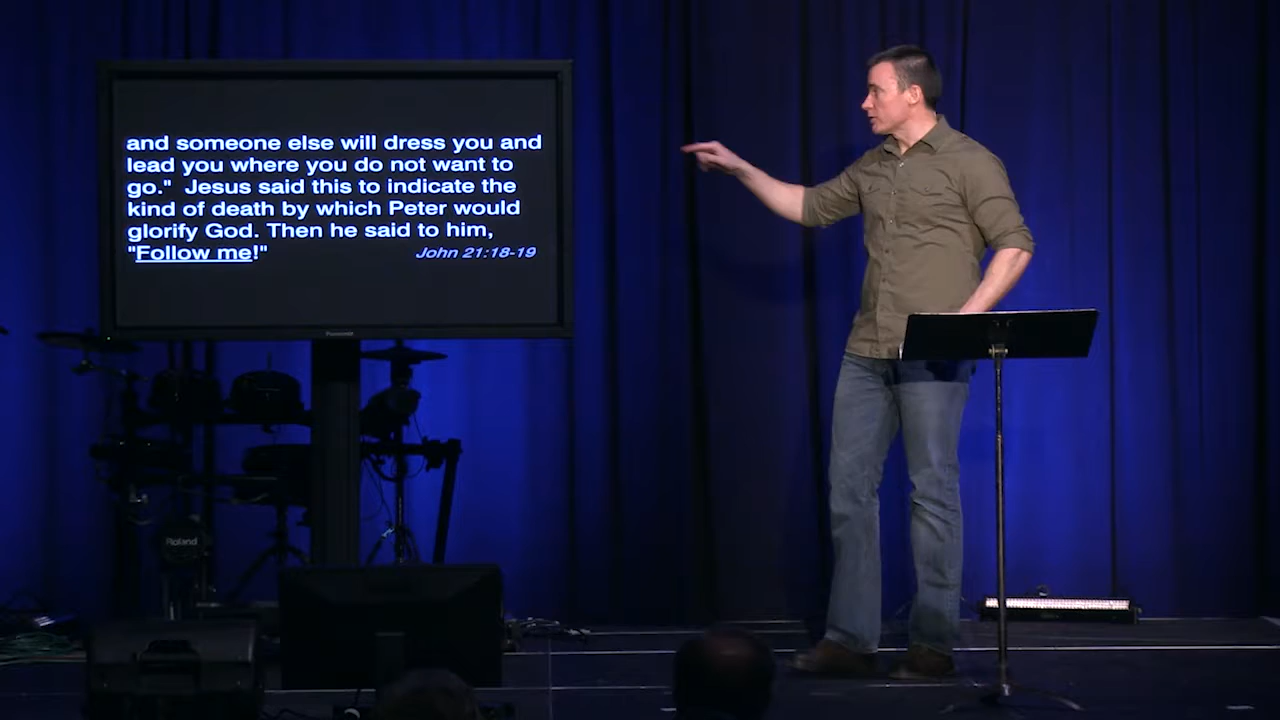 and someone else will dress you and
lead you where you do not want to
go." Jesus said this to indicate the
kind of death by which Peter would
glorify God. Then he said to him,
"Follow me!"
John 21:18-19
Panasonic
Roland